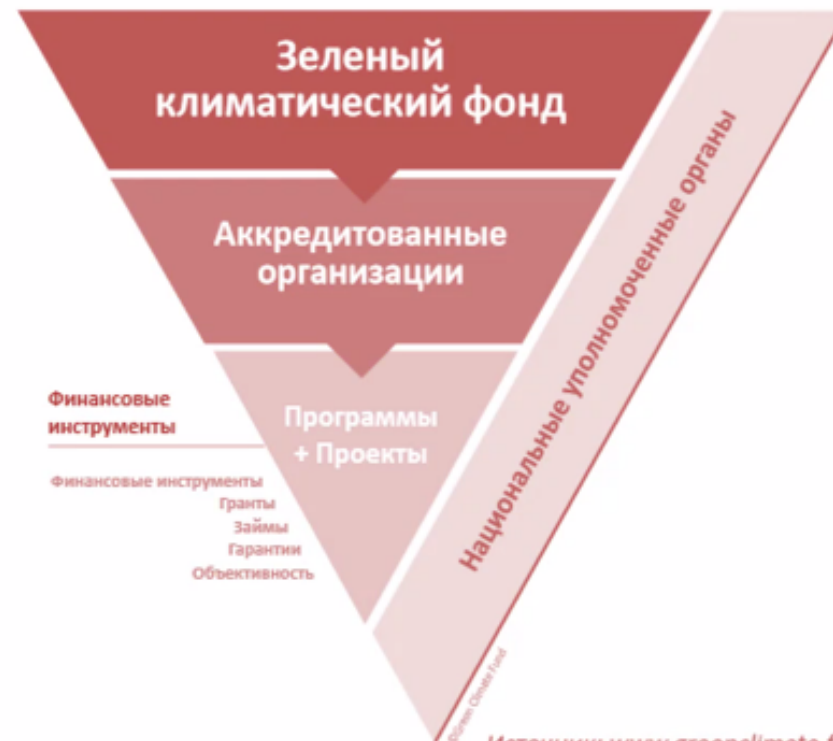 Зеленый
климатический фонд
Аккредитованные
организации
Программы
+ Проекты
Национальные уполномоченные органы
Финансовые
инструменты
Финансовые инструменты
Гранты
Займы
Гарантии
Объективность
Green Climate Fund